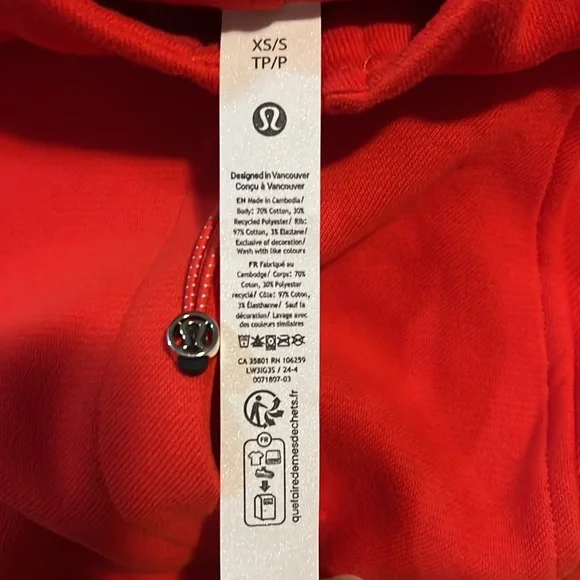 XS/S
TP/P
Designed in Vancouver
Conçu à Vancouver
EN Made in Cambodia/
Body: 70% Cotton, 30%
Recycled Polyester/ Rib:
97% Cotton, 3% Elastane/
Exclusive of decoration/
Wash with like colours
FR Fabriqué au
Cambodge/ Corps: 70%
Coton, 30% Polyester
recyclé/ Côte: 97% Coton,
3% Élasthanne/ Sauf la
décoration/ Lavage avec
des couleurs similaires
CA 35801 RN 106259
LW3IG3S / 24-4
0071897-03
FR
quefairedemesdechets.fr